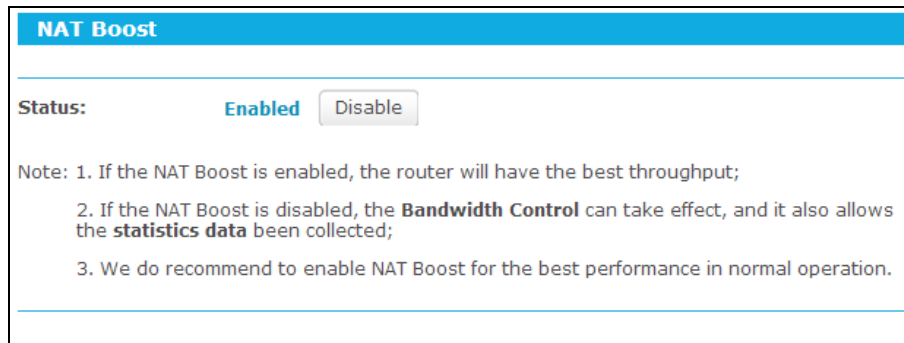 NAT Boost
Status: Enabled Disable
Note: 1. If the NAT Boost is enabled, the router will have the best throughput;
2. If the NAT Boost is disabled, the Bandwidth Control can take effect, and it also allows
the statistics data been collected;
3. We do recommend to enable NAT Boost for the best performance in normal operation.